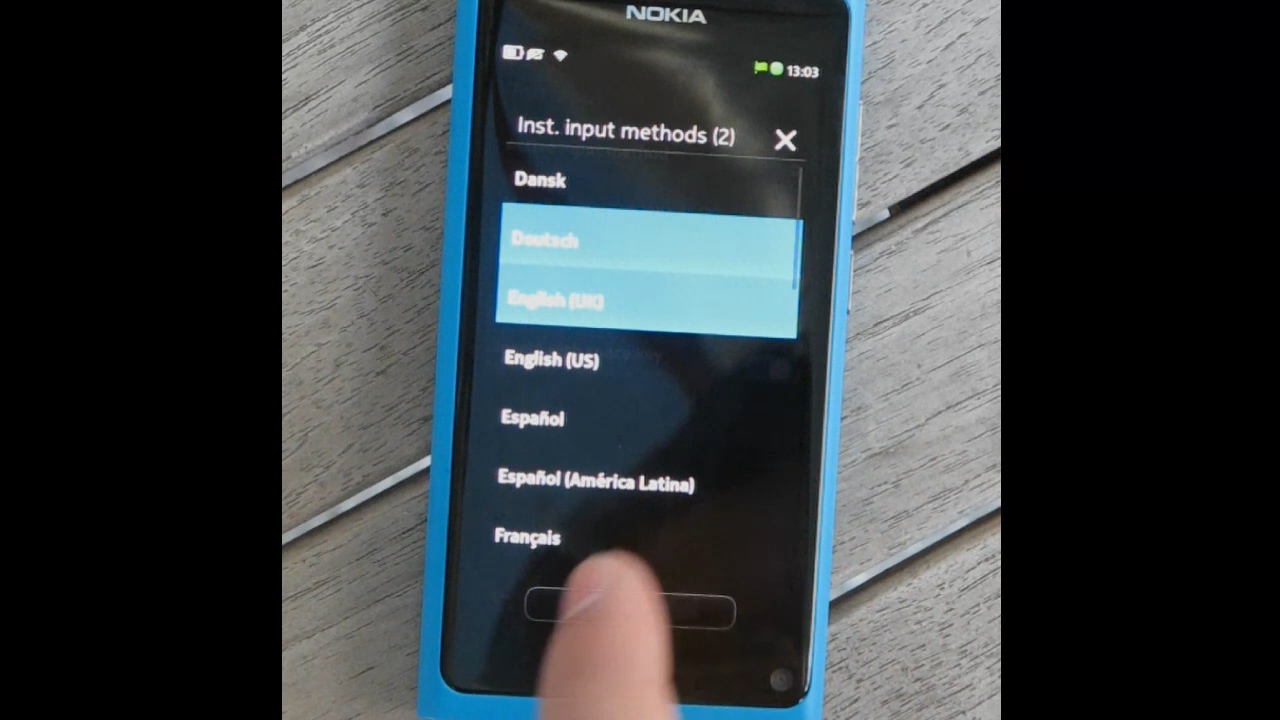 NOKIA
13:03
Inst. input methods (2)
Dansk
Deutsch
English (UK)
English (US)
Español
Español (América Latina)
Français